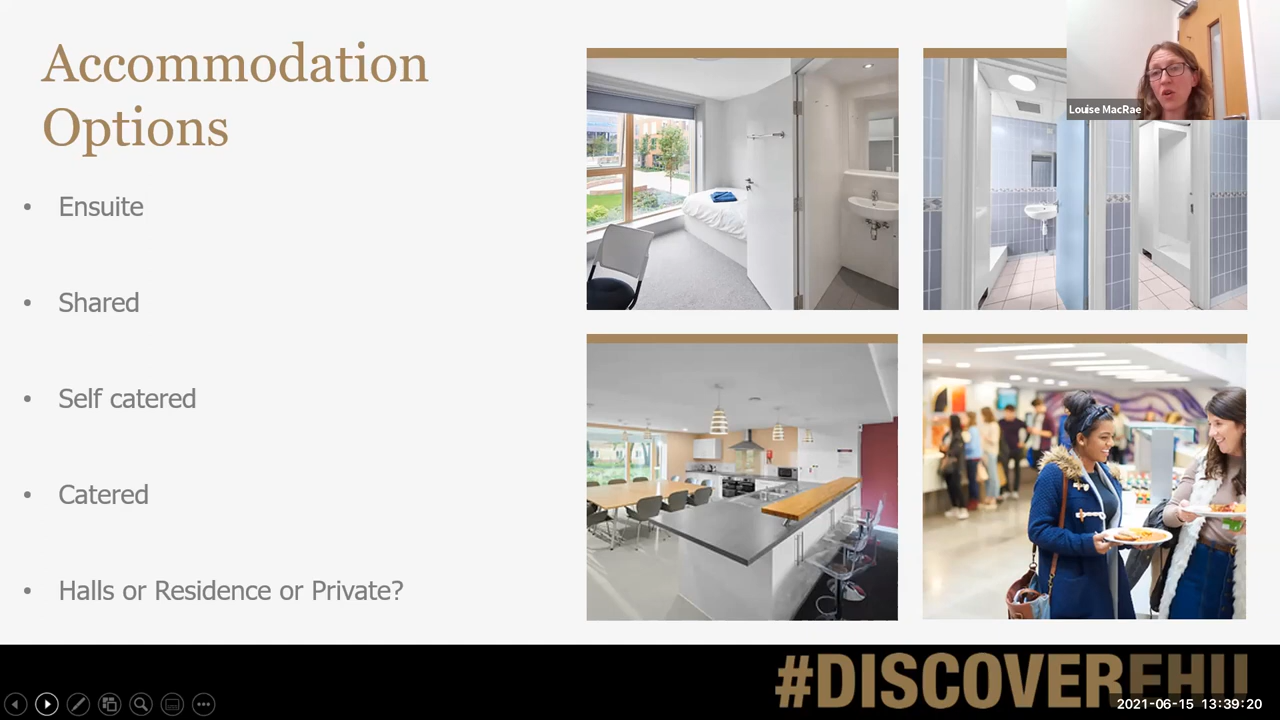 Accommodation
Options
• Ensuite
• Shared
• Self catered
• Catered
• Halls or Residence or Private?
Louise MacRae
#DISCOVEREHU
2021-06-15 13:39:20